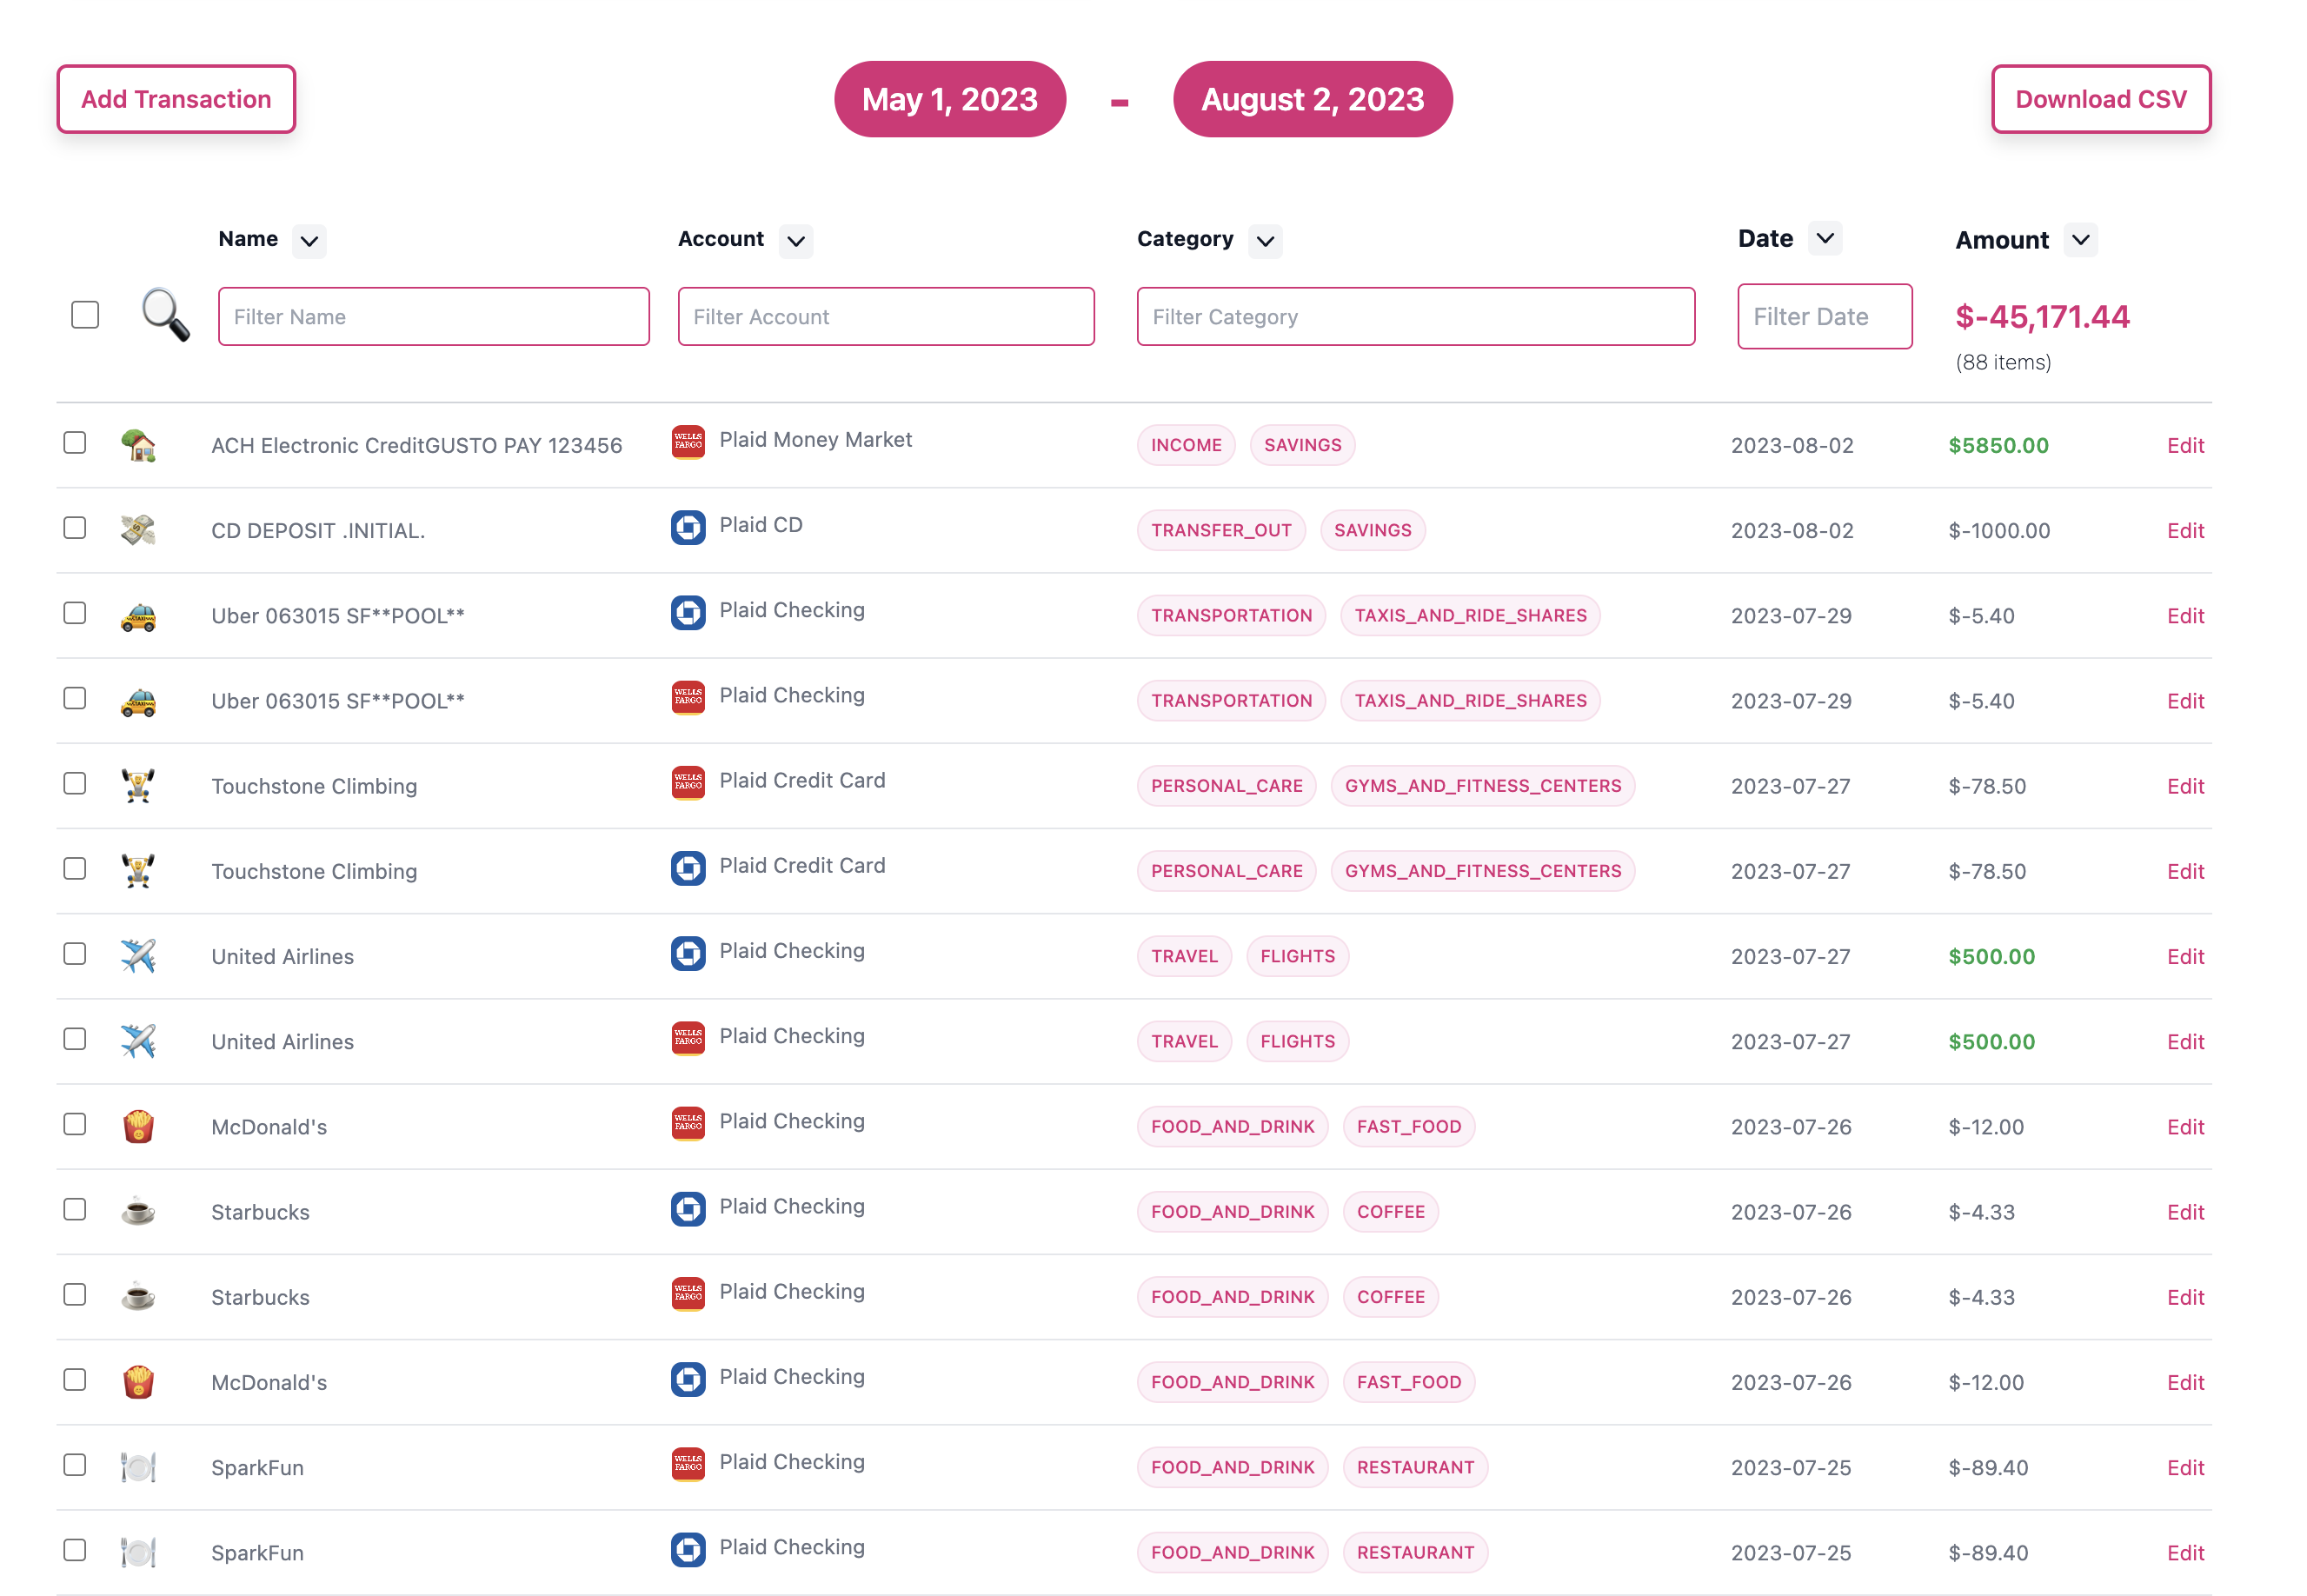 Add Transaction
May 1, 2023 - August 2, 2023
Download CSV
Name Account Category Date Amount
Filter Name Filter Account Filter Category Filter Date $-45,171.44
(88 items)
ACH Electronic CreditGUSTO PAY 123456 WELLS FARGO Plaid Money Market INCOME SAVINGS 2023-08-02 $5850.00 Edit
CD DEPOSIT .INITIAL. Plaid CD TRANSFER_OUT SAVINGS 2023-08-02 $-1000.00 Edit
Uber 063015 SF**POOL** Plaid Checking TRANSPORTATION TAXIS_AND_RIDE_SHARES 2023-07-29 $-5.40 Edit
Uber 063015 SF**POOL** WELLS FARGO Plaid Checking TRANSPORTATION TAXIS_AND_RIDE_SHARES 2023-07-29 $-5.40 Edit
Touchstone Climbing WELLS FARGO Plaid Credit Card PERSONAL_CARE GYMS_AND_FITNESS_CENTERS 2023-07-27 $-78.50 Edit
Touchstone Climbing Plaid Credit Card PERSONAL_CARE GYMS_AND_FITNESS_CENTERS 2023-07-27 $-78.50 Edit
United Airlines Plaid Checking TRAVEL FLIGHTS 2023-07-27 $500.00 Edit
United Airlines WELLS FARGO Plaid Checking TRAVEL FLIGHTS 2023-07-27 $500.00 Edit
McDonald's WELLS FARGO Plaid Checking FOOD_AND_DRINK FAST_FOOD 2023-07-26 $-12.00 Edit
Starbucks Plaid Checking FOOD_AND_DRINK COFFEE 2023-07-26 $-4.33 Edit
Starbucks WELLS FARGO Plaid Checking FOOD_AND_DRINK COFFEE 2023-07-26 $-4.33 Edit
McDonald's Plaid Checking FOOD_AND_DRINK FAST_FOOD 2023-07-26 $-12.00 Edit
SparkFun WELLS FARGO Plaid Checking FOOD_AND_DRINK RESTAURANT 2023-07-25 $-89.40 Edit
SparkFun Plaid Checking FOOD_AND_DRINK RESTAURANT 2023-07-25 $-89.40 Edit